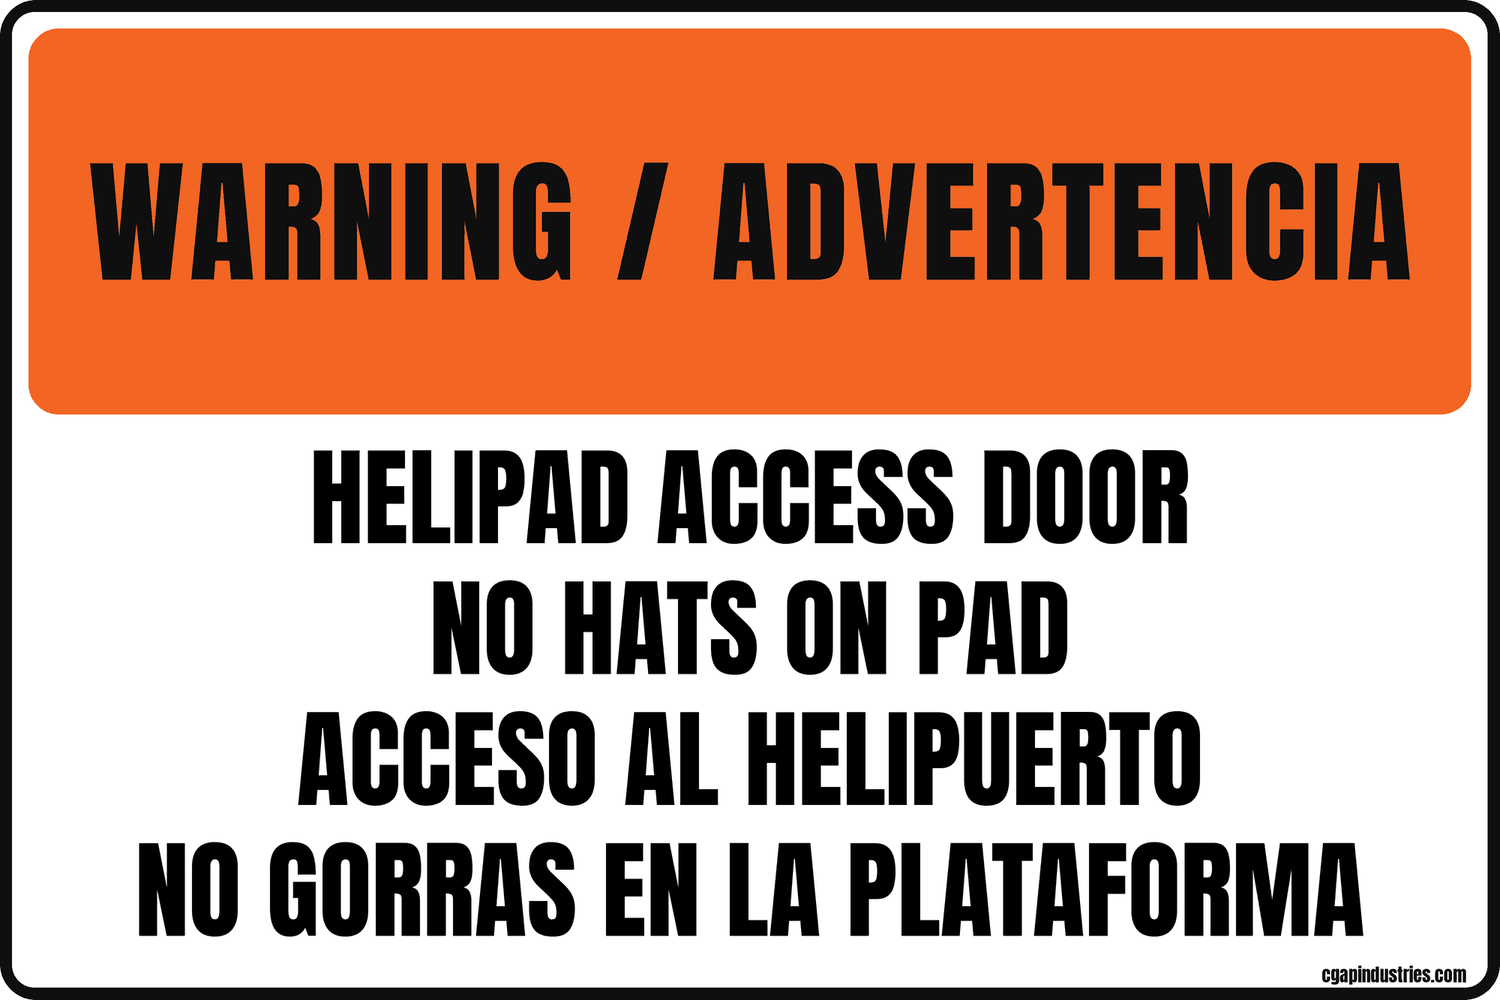 WARNING / ADVERTENCIA
HELIPAD ACCESS DOOR
NO HATS ON PAD
ACCESO AL HELIPUERTO
NO GORRAS EN LA PLATAFORMA
cgapindustries.com